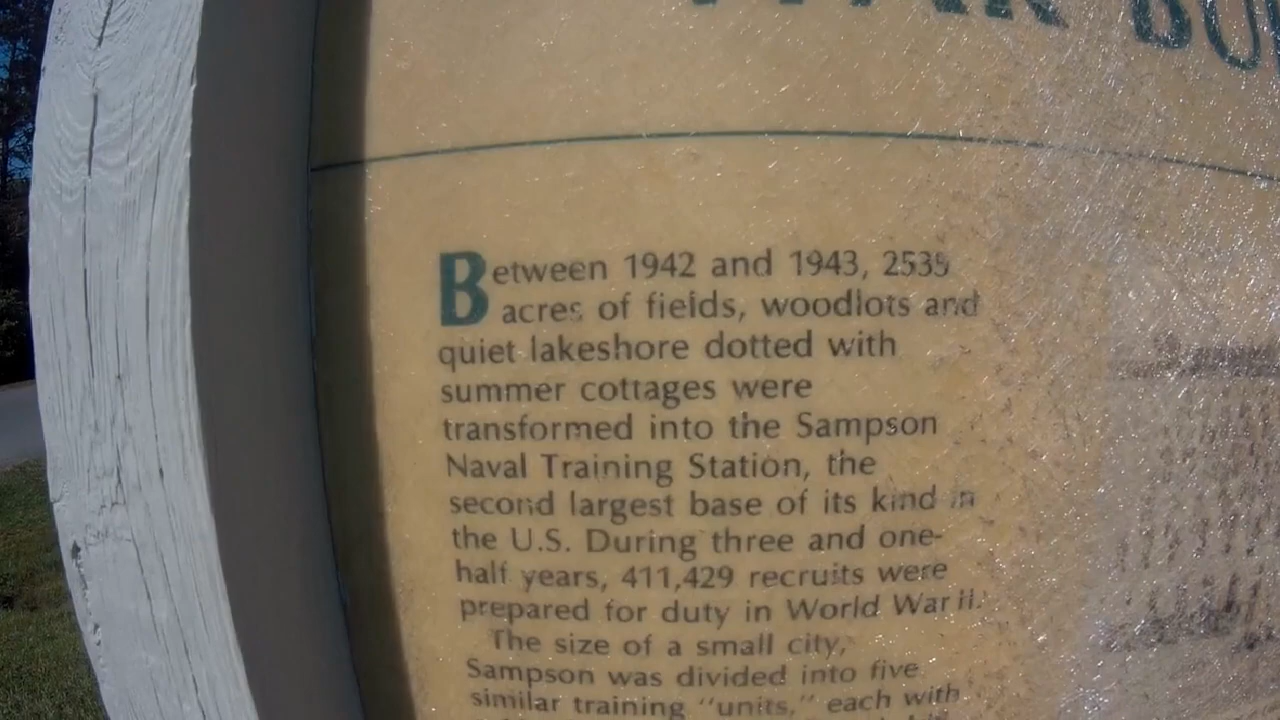 Between 1942 and 1943, 2535
acres of fields, woodlots and
quiet lakeshore dotted with
summer cottages were
transformed into the Sampson
Naval Training Station, the
second largest base of its kind in
the U.S. During three and one-
half years, 411,429 recruits were
prepared for duty in World War II.
The size of a small city,
Sampson was divided into five
similar training "units," each with